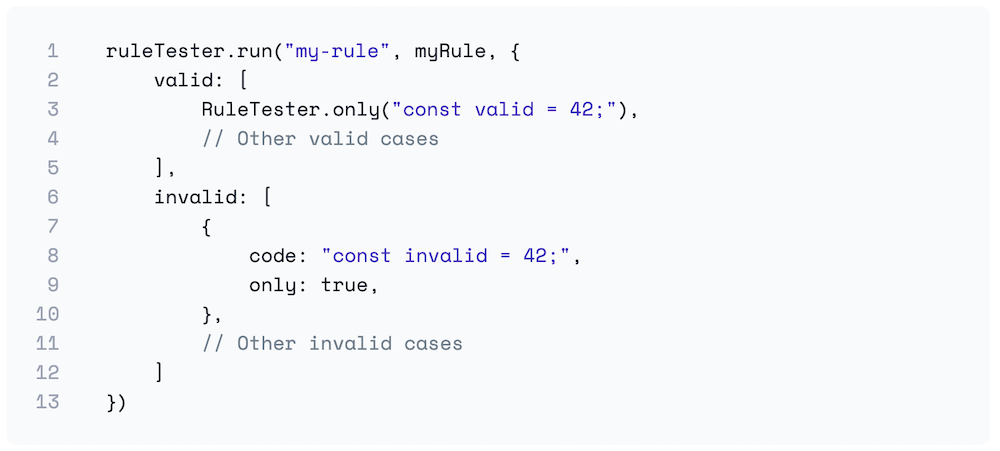 1 ruleTester.run("my-rule", myRule, {
2     valid: [
3         RuleTester.only("const valid = 42;"),
4         // Other valid cases
5     ],
6     invalid: [
7         {
8             code: "const invalid = 42;",
9             only: true,
10         },
11         // Other invalid cases
12     ]
13 })